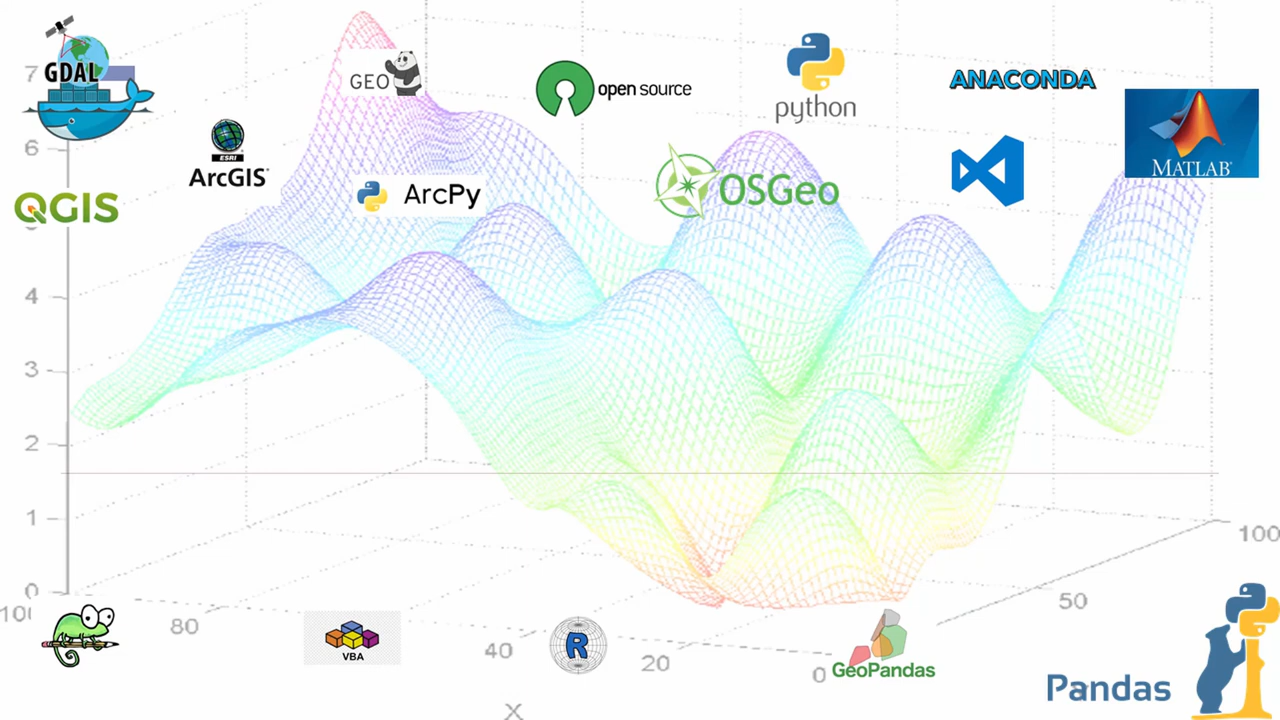 7
GDAL
GEO
open source
python
ANACONDA
MATLAB®
6
ESRI
ArcGIS®
ArcPy
OSGeo
QGIS
4
3
2
1
0
100
50
80
40
20
0
VBA
R
GeoPandas
Pandas
X